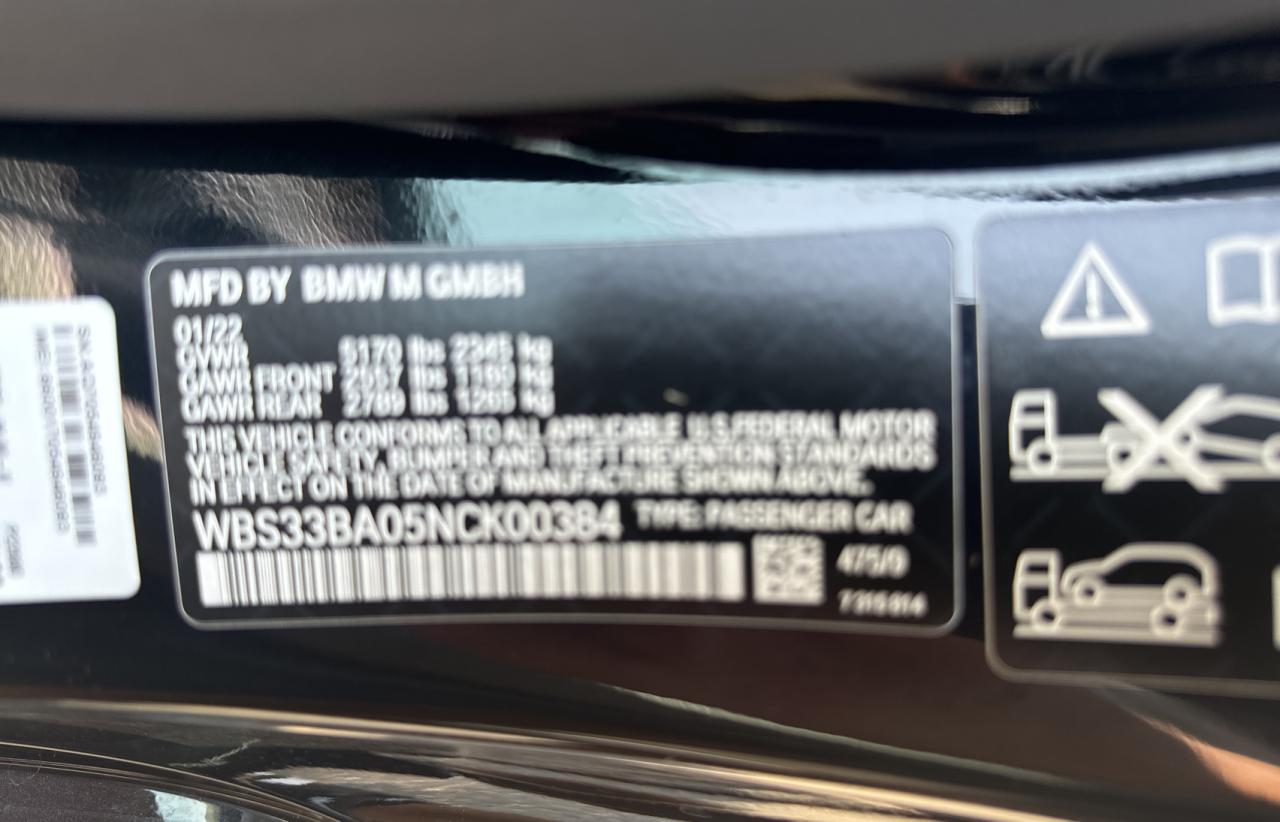 MFD BY BMW M GMBH
01/22
GVWR 5170 lbs 2345 kg
GAWR FRONT 2557 lbs 1160 kg
GAWR REAR 2789 lbs 1265 kg
THIS VEHICLE CONFORMS TO ALL APPLICABLE U.S.FEDERAL MOTOR
VEHICLE SAFETY, BUMPER AND THEFT PREVENTION STANDARDS
IN EFFECT ON THE DATE OF MANUFACTURE SHOWN ABOVE.
WBS33BA05NCK00384 TYPE: PASSENGER CAR
475/9